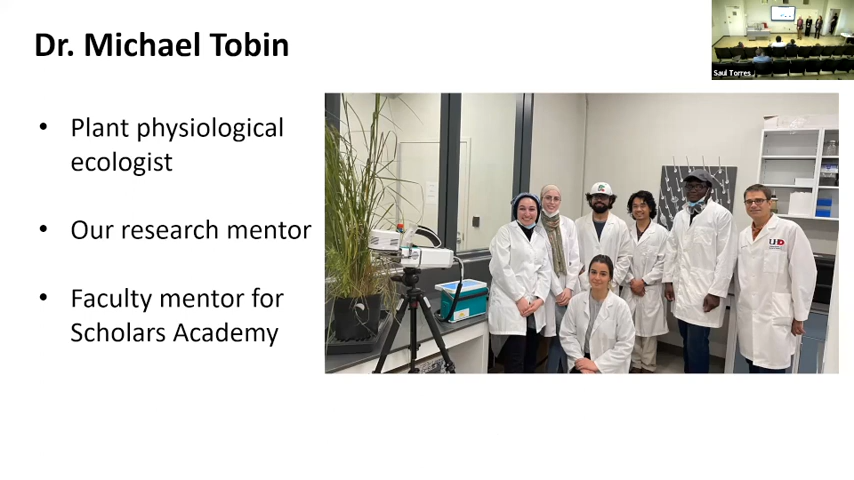 Dr. Michael Tobin
Saul Torres
• Plant physiological
ecologist
• Our research mentor
• Faculty mentor for
Scholars Academy
UHD